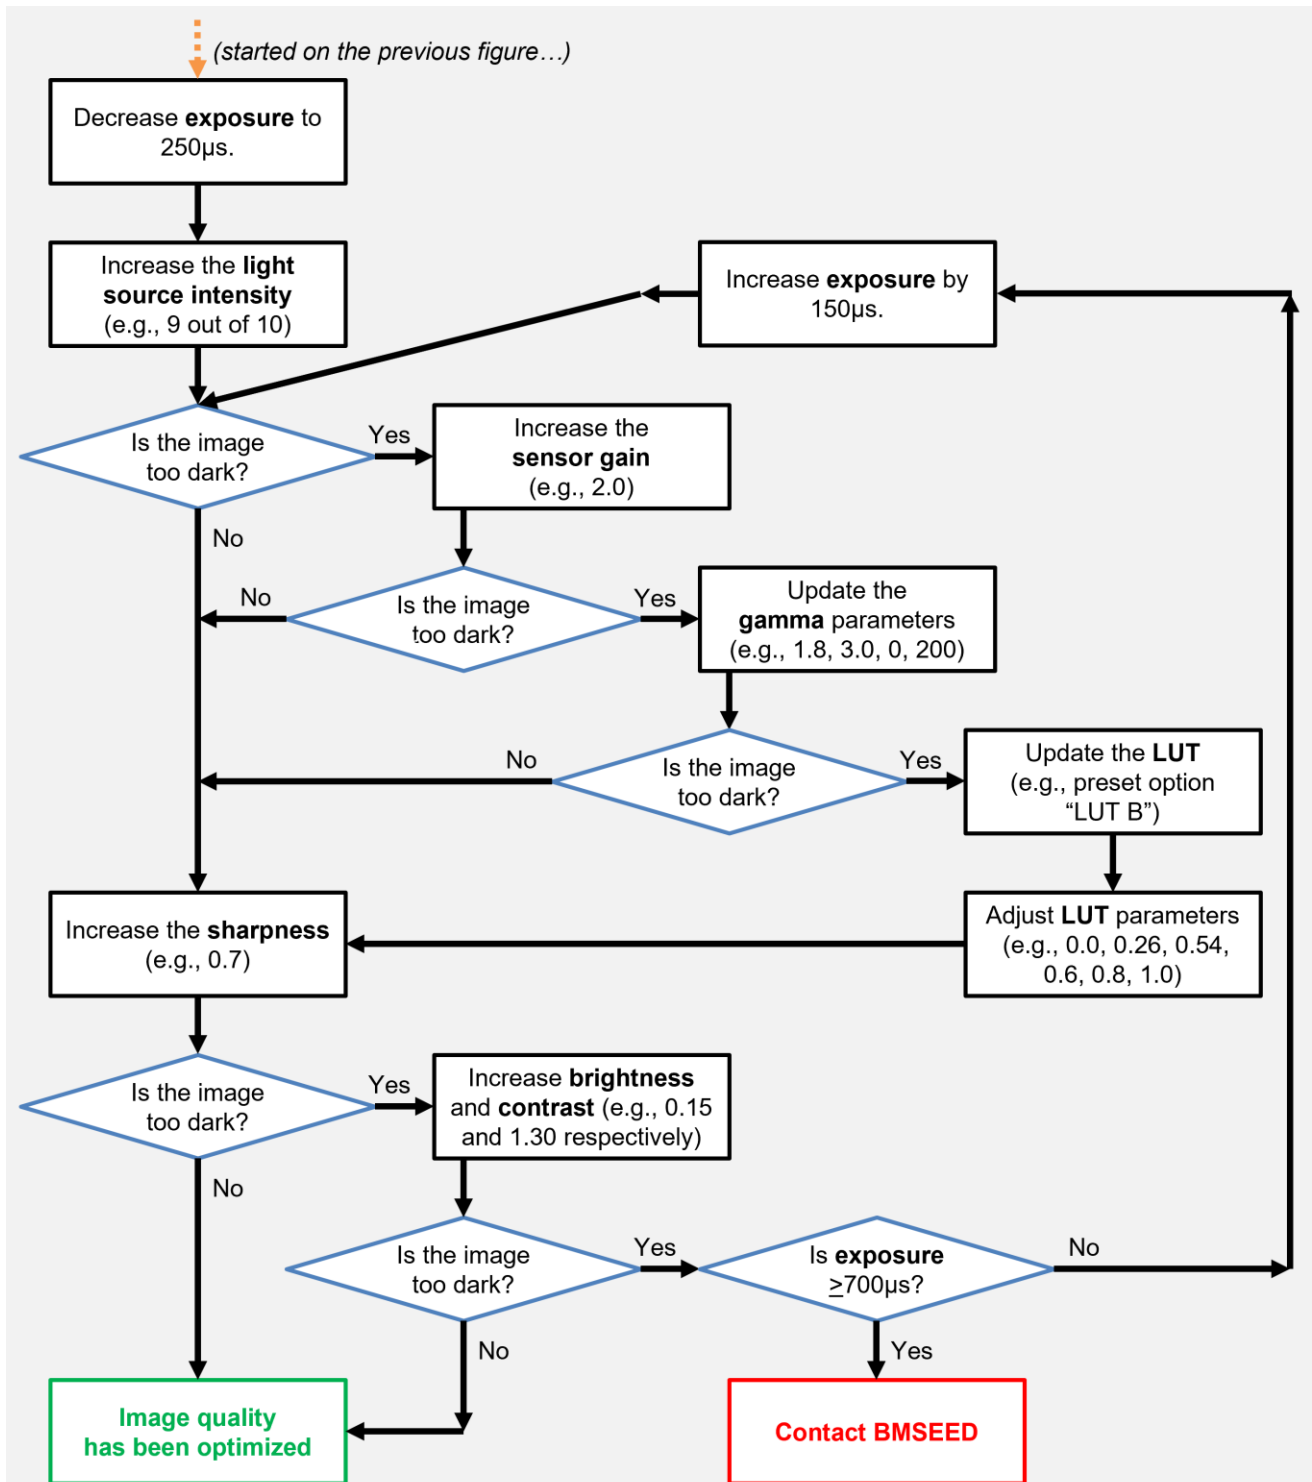 (started on the previous figure…)
Decrease exposure to
250µs.
Increase the light
source intensity
(e.g., 9 out of 10)
Increase exposure by
150µs.
Is the image
too dark?
Yes
Increase the
sensor gain
(e.g., 2.0)
No
No
Is the image
too dark?
Yes
Update the
gamma parameters
(e.g., 1.8, 3.0, 0, 200)
No
Is the image
too dark?
Yes
Update the LUT
(e.g., preset option
“LUT B”)
Increase the sharpness
(e.g., 0.7)
Adjust LUT parameters
(e.g., 0.0, 0.26, 0.54,
0.6, 0.8, 1.0)
Is the image
too dark?
Yes
Increase brightness
and contrast (e.g., 0.15
and 1.30 respectively)
No
Is the image
too dark?
Yes
Is exposure
≥700µs?
No
No
Yes
Image quality
has been optimized
Contact BMSEED